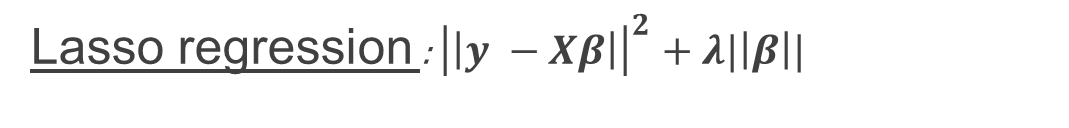 Lasso regression : ||𝒚 − 𝑿𝜷||² + 𝝀||𝜷||